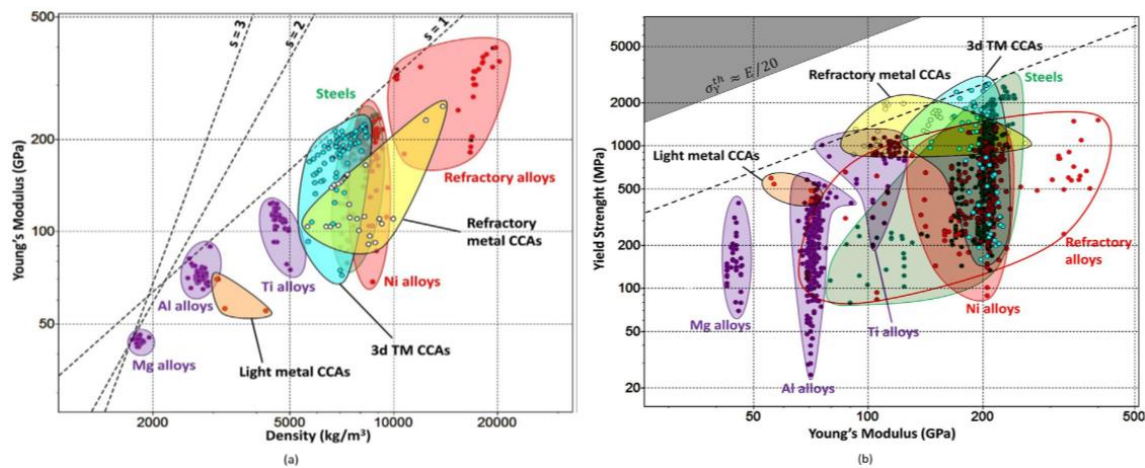 500
200
100
50
Young's Modulus (GPa)
s = 3
s = 2
s = 1
Steels
Refractory alloys
Refractory
metal CCAs
Ni alloys
Ti alloys
Al alloys
3d TM CCAs
Mg alloys
Light metal CCAs
2000
5000
10000
20000
Density (kg/m³)
(a)
5000
2000
1000
500
200
100
50
20
Yield Strenght (MPa)
σ_Y^th ≈ E/20
3d TM CCAs
Refractory metal CCAs
Steels
Light metal CCAs
Refractory
alloys
Ni alloys
Mg alloys
Ti alloys
Al alloys
50
100
200
500
Young's Modulus (GPa)
(b)